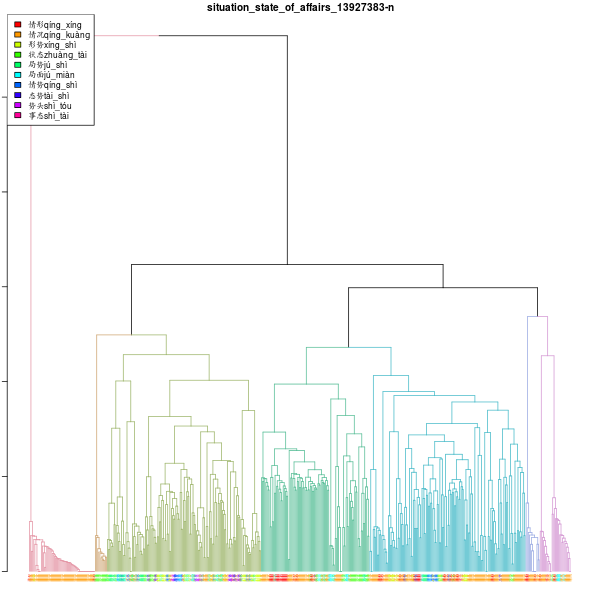 situation_state_of_affairs_13927383-n
情形qíng_xíng
情况qíng_kuàng
形势xíng_shì
状态zhuàng_tài
局势jú_shì
局面jú_miàn
情势qíng_shì
态势tài_shì
势头shì_tóu
事态shì_tài